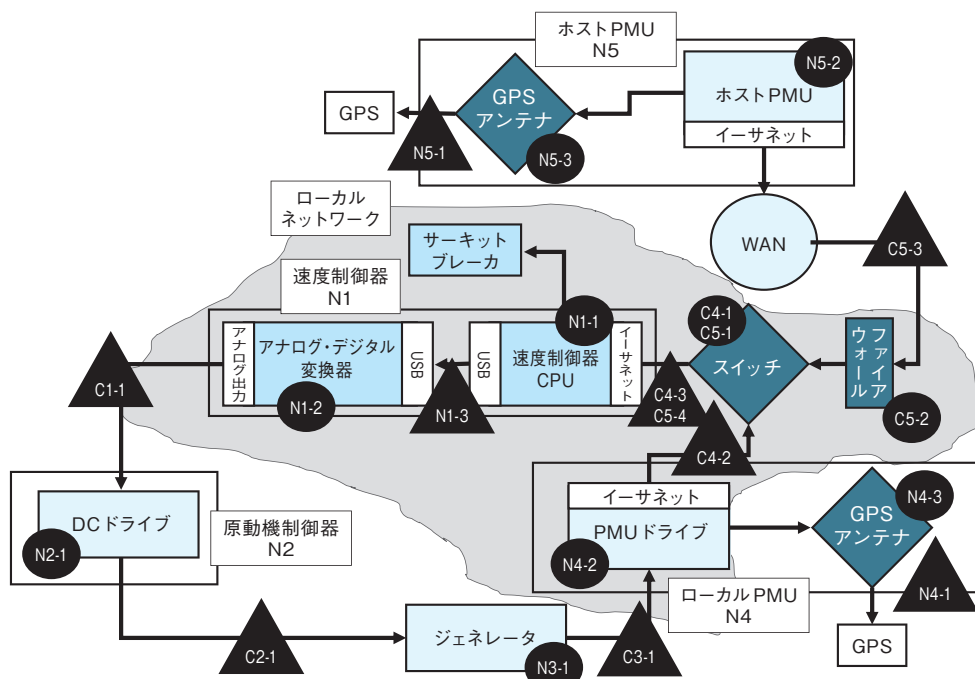 ホストPMU
N5
N5-2
ホストPMU
イーサネット
GPS
アンテナ
GPS
N5-1
N5-3
ローカル
ネットワーク
WAN
C5-3
サーキット
ブレーカ
速度制御器
N1
N1-1
C4-1
C5-1
アナログ出力
アナログ・デジタル
変換器
USB
USB
速度制御器
CPU
イーサネット
スイッチ
ファイア
ウォール
C1-1
N1-2
N1-3
C4-3
C5-4
C5-2
C4-2
DCドライブ
N2-1
原動機制御器
N2
イーサネット
PMUドライブ
N4-2
GPS
アンテナ
N4-3
N4-1
ローカルPMU
N4
GPS
C2-1
ジェネレータ
N3-1
C3-1